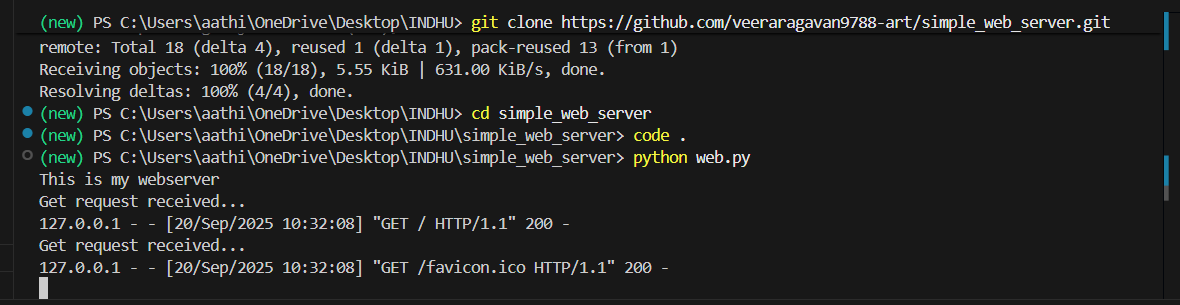 (new) PS C:\Users\aathi\OneDrive\Desktop\INDHU> git clone https://github.com/veeraragavan9788-art/simple_web_server.git
remote: Total 18 (delta 4), reused 1 (delta 1), pack-reused 13 (from 1)
Receiving objects: 100% (18/18), 5.55 KiB | 631.00 KiB/s, done.
Resolving deltas: 100% (4/4), done.
(new) PS C:\Users\aathi\OneDrive\Desktop\INDHU> cd simple_web_server
(new) PS C:\Users\aathi\OneDrive\Desktop\INDHU\simple_web_server> code .
(new) PS C:\Users\aathi\OneDrive\Desktop\INDHU\simple_web_server> python web.py
This is my webserver
Get request received...
127.0.0.1 - - [20/Sep/2025 10:32:08] "GET / HTTP/1.1" 200 -
Get request received...
127.0.0.1 - - [20/Sep/2025 10:32:08] "GET /favicon.ico HTTP/1.1" 200 -